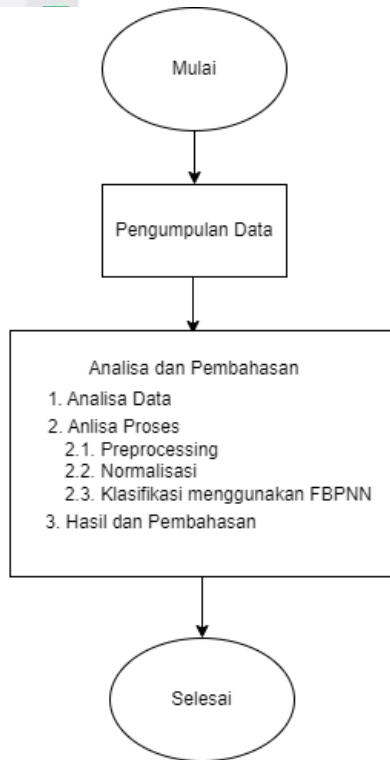 Mulai
Pengumpulan Data
Analisa dan Pembahasan
1. Analisa Data
2. Anlisa Proses
2.1. Preprocessing
2.2. Normalisasi
2.3. Klasifikasi menggunakan FBPNN
3. Hasil dan Pembahasan
Selesai